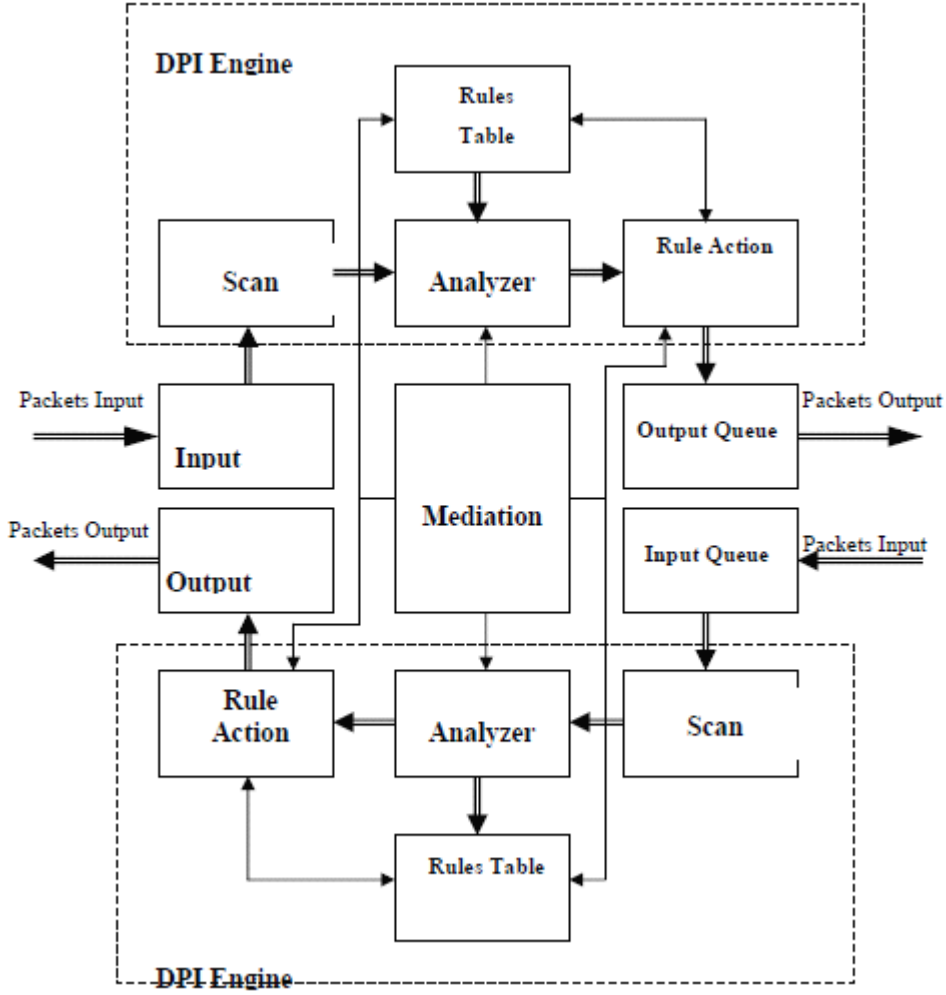 DPI Engine
Rules
Table
Scan
Analyzer
Rule Action
Packets Input
Input
Output Queue
Packets Output
Mediation
Packets Output
Output
Input Queue
Packets Input
Rule
Action
Analyzer
Scan
Rules Table
DPI Engine